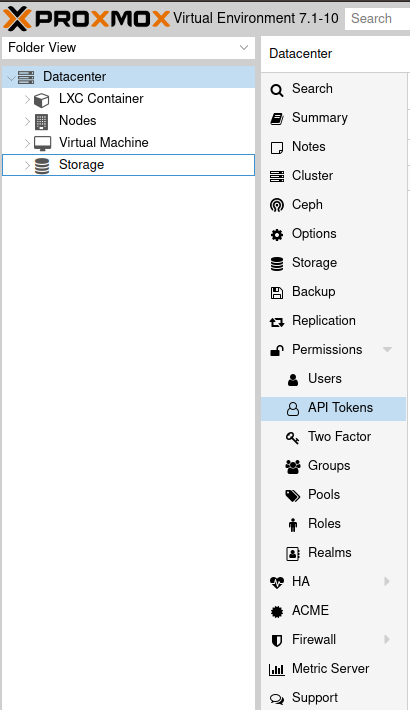 PROXMOX Virtual Environment 7.1-10 Search
Folder View
Datacenter
LXC Container
Nodes
Virtual Machine
Storage
Datacenter
Search
Summary
Notes
Cluster
Ceph
Options
Storage
Backup
Replication
Permissions
Users
API Tokens
Two Factor
Groups
Pools
Roles
Realms
HA
ACME
Firewall
Metric Server
Support